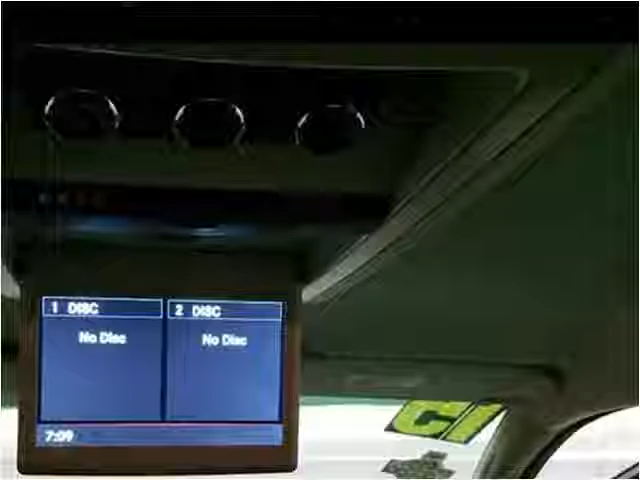 1 DISC
2 DISC
No Disc
No Disc
7:09